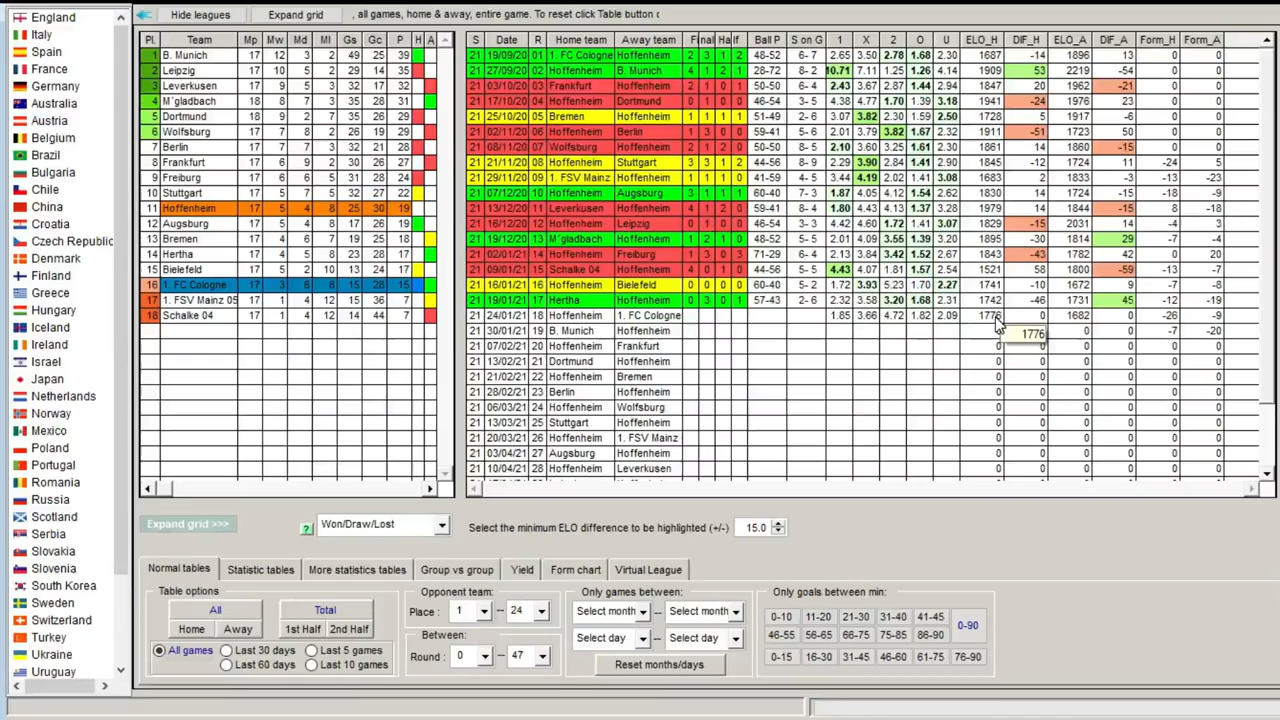 Hide leagues Expand grid , all games, home & away, entire game. To reset click Table button c
England
Italy
Spain
France
Germany
Australia
Austria
Belgium
Brazil
Bulgaria
Chile
China
Croatia
Czech Republic
Denmark
Finland
Greece
Hungary
Iceland
Ireland
Israel
Japan
Netherlands
Norway
Mexico
Poland
Portugal
Romania
Russia
Scotland
Serbia
Slovakia
Slovenia
South Korea
Sweden
Switzerland
Turkey
Ukraine
Uruguay
Pl. Team Mp Mw Md Ml Gs Gc P H A
1 B. Munich 17 12 3 2 49 25 39
2 Leipzig 17 10 5 2 29 14 35
3 Leverkusen 17 9 5 3 32 17 32
4 M´gladbach 18 8 7 3 35 28 31
5 Dortmund 18 9 2 7 35 26 29
6 Wolfsburg 17 7 8 2 26 19 29
7 Berlin 17 7 7 3 32 21 28
8 Frankfurt 17 6 9 2 30 26 27
9 Freiburg 17 6 5 6 31 28 24
10 Stuttgart 17 5 7 5 32 27 22
11 Hoffenheim 17 5 4 8 25 30 19
12 Augsburg 17 5 4 8 17 26 19
13 Bremen 17 4 6 7 19 25 18
14 Hertha 17 4 5 8 23 28 17
15 Bielefeld 17 5 2 10 13 24 17
16 1. FC Cologne 17 3 6 8 15 28 15
17 1. FSV Mainz 05 17 1 4 12 15 36 7
18 Schalke 04 17 1 4 12 14 44 7
S Date R Home team Away team Final Half Ball P S on G 1 X 2 O U ELO_H DIF_H ELO_A DIF_A Form_H Form_A
21 19/09/20 01 1. FC Cologne Hoffenheim 2 3 1 2 48-52 6- 7 2.65 3.50 2.78 1.68 2.30 1687 -14 1896 13 0 0
21 27/09/20 02 Hoffenheim B. Munich 4 1 2 1 28-72 8- 2 10.71 7.11 1.25 1.26 4.14 1909 53 2219 -54 0 0
21 03/10/20 03 Frankfurt Hoffenheim 2 1 0 1 50-50 6- 4 2.43 3.67 2.87 1.44 2.94 1847 20 1962 -21 0 0
21 17/10/20 04 Hoffenheim Dortmund 0 1 0 0 46-54 3- 5 4.38 4.77 1.70 1.39 3.18 1941 -24 1976 23 0 0
21 25/10/20 05 Bremen Hoffenheim 1 1 1 1 51-49 2- 6 3.07 3.82 2.30 1.59 2.50 1728 5 1917 -6 0 0
21 02/11/20 06 Hoffenheim Berlin 1 3 0 1 59-41 5- 6 2.01 3.79 3.82 1.67 2.32 1911 -51 1723 50 0 0
21 08/11/20 07 Wolfsburg Hoffenheim 2 1 2 1 50-50 8- 5 2.10 3.60 3.25 1.61 2.30 1861 14 1860 -15 0 0
21 21/11/20 08 Hoffenheim Stuttgart 3 3 1 2 44-56 8- 9 2.29 3.90 2.84 1.41 2.90 1845 -12 1724 11 -24 5
21 29/11/20 09 1. FSV Mainz Hoffenheim 1 1 1 0 41-59 4- 5 3.44 4.19 2.02 1.41 3.08 1683 2 1833 -3 -13 -23
21 07/12/20 10 Hoffenheim Augsburg 3 1 1 1 60-40 7- 3 1.87 4.05 4.12 1.54 2.62 1830 14 1724 -15 -18 -9
21 13/12/20 11 Leverkusen Hoffenheim 4 1 2 0 59-41 8- 4 1.80 4.43 4.13 1.37 3.28 1979 14 1844 -15 8 -18
21 16/12/20 12 Hoffenheim Leipzig 0 1 0 0 54-46 3- 3 4.42 4.60 1.72 1.41 3.07 1829 -15 2031 14 -4 3
21 19/12/20 13 M´gladbach Hoffenheim 1 2 1 0 48-52 5- 6 2.01 4.09 3.55 1.39 3.20 1895 -30 1814 29 -7 -4
21 02/01/21 14 Hoffenheim Freiburg 1 3 0 3 71-29 6- 4 2.13 3.84 3.42 1.52 2.67 1843 -43 1782 42 0 20
21 09/01/21 15 Schalke 04 Hoffenheim 4 0 1 0 44-56 5- 5 4.43 4.07 1.81 1.57 2.54 1521 58 1800 -59 -13 -7
21 16/01/21 16 Hoffenheim Bielefeld 0 0 0 0 60-40 5- 2 1.72 3.93 5.23 1.70 2.27 1741 -10 1672 9 -7 -8
21 19/01/21 17 Hertha Hoffenheim 0 3 0 1 57-43 2- 6 2.32 3.58 3.20 1.68 2.31 1742 -46 1731 45 -12 -19
21 24/01/21 18 Hoffenheim 1. FC Cologne 1.85 3.66 4.72 1.82 2.09 1776 0 1682 0 -26 -9
21 30/01/21 19 B. Munich Hoffenheim 0 0 -7 -20
1776
21 07/02/21 20 Hoffenheim Frankfurt 0 0 0 0
21 13/02/21 21 Dortmund Hoffenheim 0 0 0 0
21 21/02/21 22 Hoffenheim Bremen 0 0 0 0
21 28/02/21 23 Berlin Hoffenheim 0 0 0 0
21 06/03/21 24 Hoffenheim Wolfsburg 0 0 0 0
21 13/03/21 25 Stuttgart Hoffenheim 0 0 0 0
21 20/03/21 26 Hoffenheim 1. FSV Mainz 0 0 0 0
21 03/04/21 27 Augsburg Hoffenheim 0 0 0 0
21 10/04/21 28 Hoffenheim Leverkusen 0 0 0 0
Expand grid >>> ? Won/Draw/Lost Select the minimum ELO difference to be highlighted (+/-) 15.0
Normal tables Statistic tables More statistics tables Group vs group Yield Form chart Virtual League
Table options
All Total
Home Away 1st Half 2nd Half
All games Last 30 days Last 5 games
Last 60 days Last 10 games
Opponent team:
Place : 1 -- 24
Between:
Round : 0 -- 47
Only games between:
Select month -- Select month
Select day -- Select day
Reset months/days
Only goals between min:
0-10 11-20 21-30 31-40 41-45 0-90
46-55 56-65 66-75 75-85 86-90
0-15 16-30 31-45 46-60 61-75 76-90